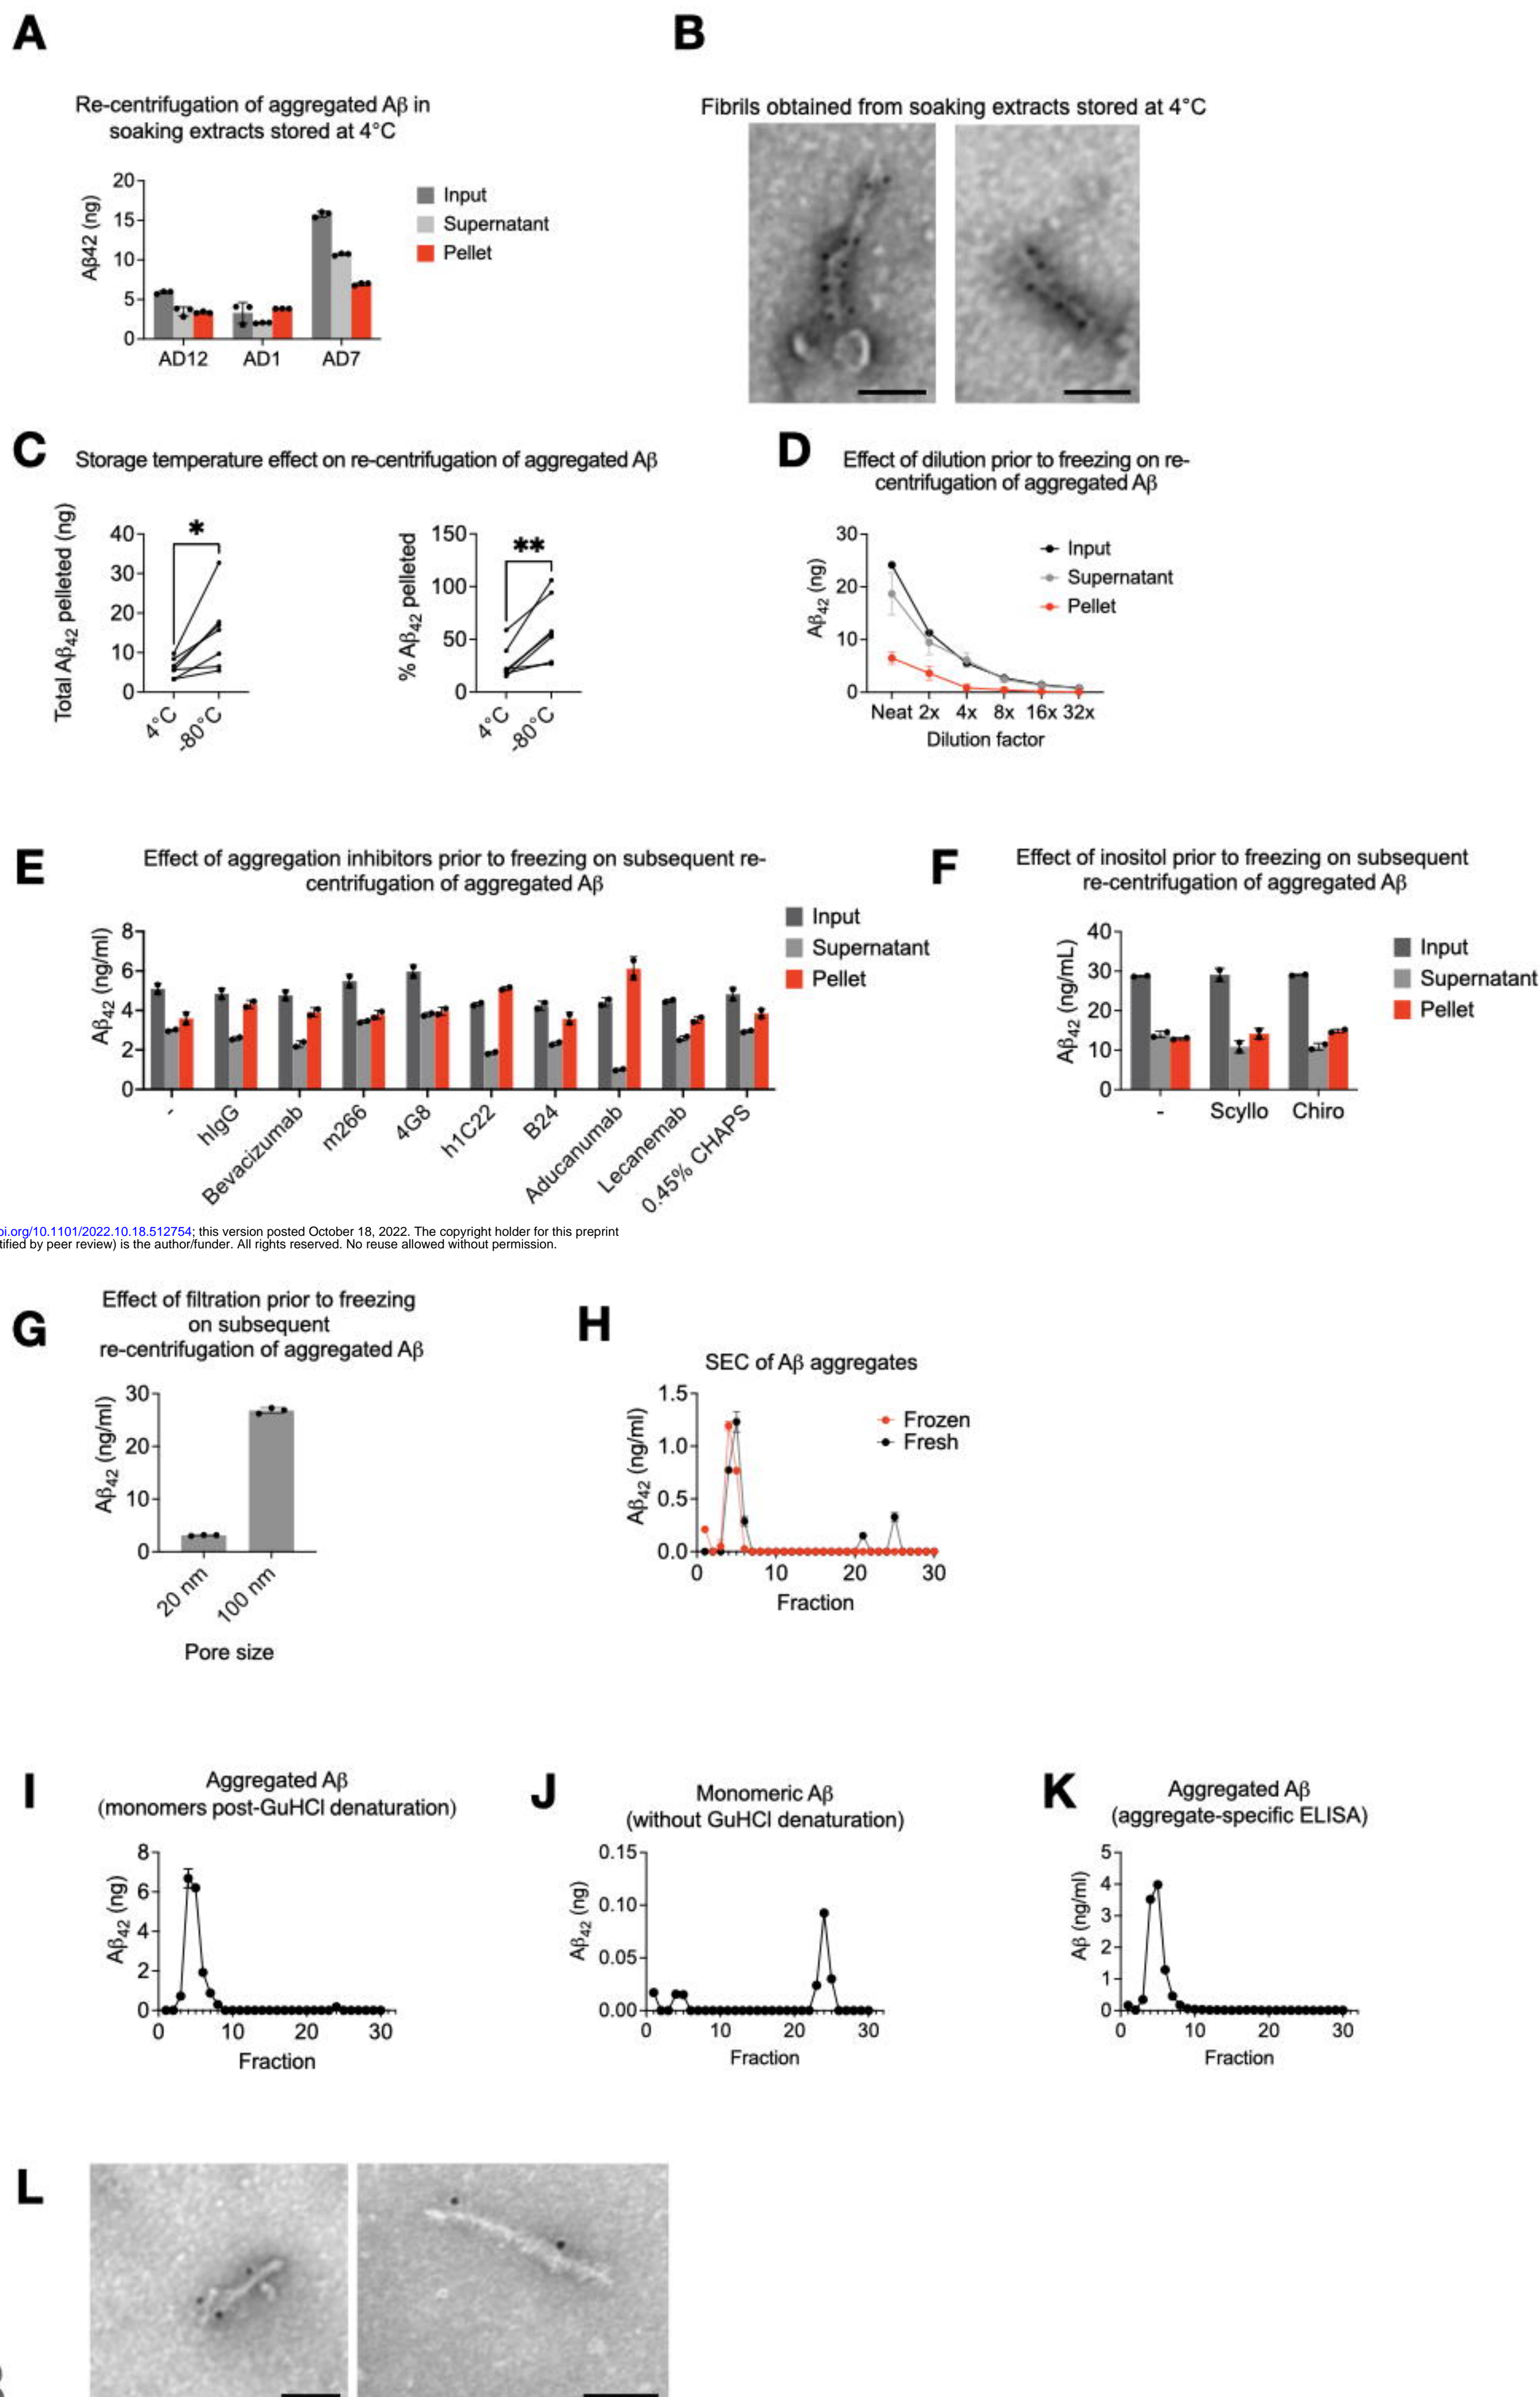 A
Re-centrifugation of aggregated Aβ in
soaking extracts stored at 4°C
Aβ42 (ng)
20
15
10
5
0
AD12 AD1 AD7
Input
Supernatant
Pellet
B
Fibrils obtained from soaking extracts stored at 4°C
C
Storage temperature effect on re-centrifugation of aggregated Aβ
Total Aβ42 pelleted (ng)
40
30
20
10
0
*
4°C -80°C
% Aβ42 pelleted
150
100
50
0
**
4°C -80°C
D
Effect of dilution prior to freezing on re-
centrifugation of aggregated Aβ
Aβ42 (ng)
30
20
10
0
Input
Supernatant
Pellet
Neat 2x 4x 8x 16x 32x
Dilution factor
E
Effect of aggregation inhibitors prior to freezing on subsequent re-
centrifugation of aggregated Aβ
Aβ42 (ng/ml)
8
6
4
2
0
Input
Supernatant
Pellet
- hIgG Bevacizumab m266 4G8 h1C22 B24 Aducanumab Lecanemab 0.45% CHAPS
F
Effect of inositol prior to freezing on subsequent
re-centrifugation of aggregated Aβ
Aβ42 (ng/mL)
40
30
20
10
0
Input
Supernatant
Pellet
- Scyllo Chiro
oi.org/10.1101/2022.10.18.512754; this version posted October 18, 2022. The copyright holder for this preprint
tified by peer review) is the author/funder. All rights reserved. No reuse allowed without permission.
G
Effect of filtration prior to freezing
on subsequent
re-centrifugation of aggregated Aβ
Aβ42 (ng/ml)
30
20
10
0
20 nm 100 nm
Pore size
H
SEC of Aβ aggregates
Aβ42 (ng/ml)
1.5
1.0
0.5
0.0
Frozen
Fresh
0 10 20 30
Fraction
I
Aggregated Aβ
(monomers post-GuHCl denaturation)
Aβ42 (ng)
8
6
4
2
0
0 10 20 30
Fraction
J
Monomeric Aβ
(without GuHCl denaturation)
Aβ42 (ng)
0.15
0.10
0.05
0.00
0 10 20 30
Fraction
K
Aggregated Aβ
(aggregate-specific ELISA)
Aβ (ng/ml)
5
4
3
2
1
0
0 10 20 30
Fraction
L